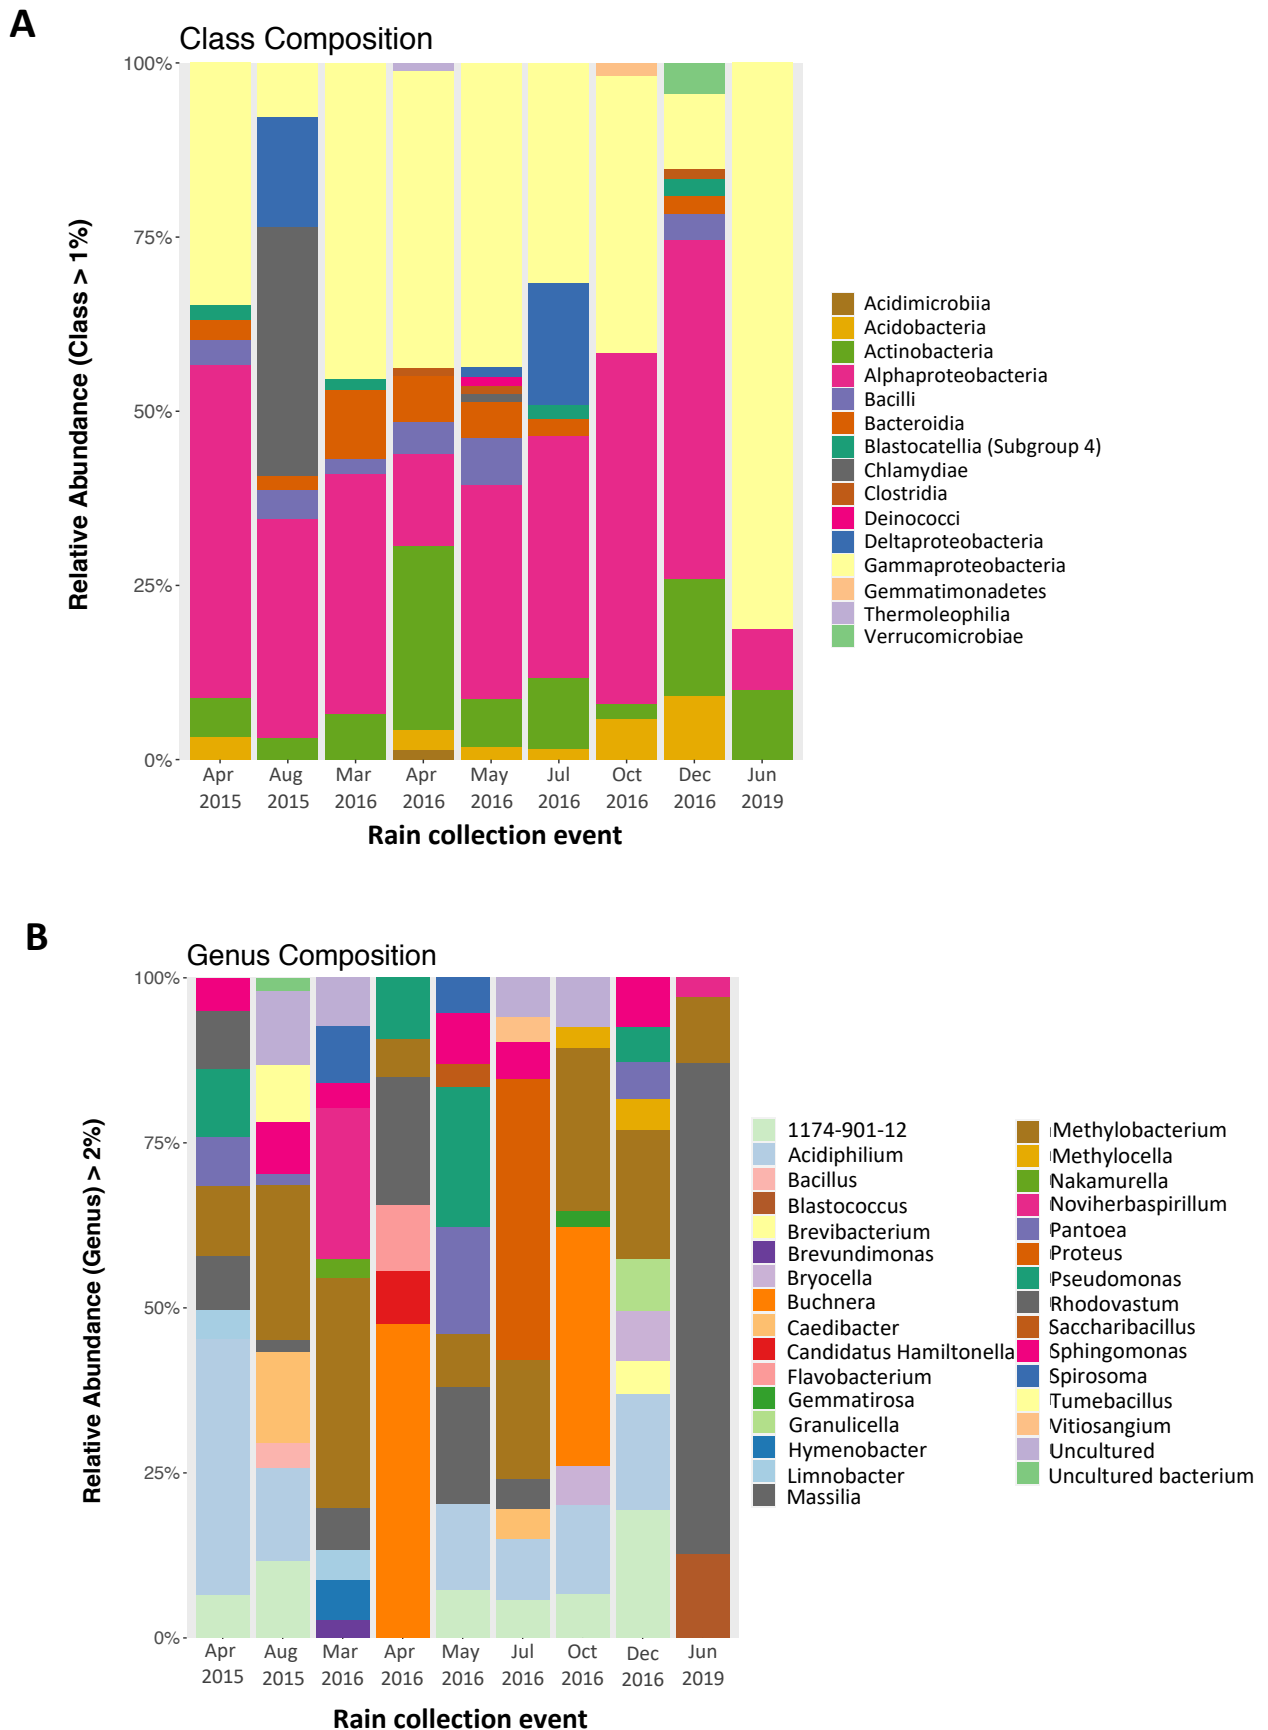 A
Class Composition
100%
75%
50%
25%
0%
Relative Abundance (Class > 1%)
Apr 2015
Aug 2015
Mar 2016
Apr 2016
May 2016
Jul 2016
Oct 2016
Dec 2016
Jun 2019
Rain collection event
Acidimicrobiia
Acidobacteria
Actinobacteria
Alphaproteobacteria
Bacilli
Bacteroidia
Blastocatellia (Subgroup 4)
Chlamydiae
Clostridia
Deinococci
Deltaproteobacteria
Gammaproteobacteria
Gemmatimonadetes
Thermoleophilia
Verrucomicrobiae
B
Genus Composition
100%
75%
50%
25%
0%
Relative Abundance (Genus) > 2%)
Apr 2015
Aug 2015
Mar 2016
Apr 2016
May 2016
Jul 2016
Oct 2016
Dec 2016
Jun 2019
Rain collection event
1174-901-12
Acidiphilium
Bacillus
Blastococcus
Brevibacterium
Brevundimonas
Bryocella
Buchnera
Caedibacter
Candidatus Hamiltonella
Flavobacterium
Gemmatirosa
Granulicella
Hymenobacter
Limnobacter
Massilia
Methylobacterium
Methylocella
Nakamurella
Noviherbaspirillum
Pantoea
Proteus
Pseudomonas
Rhodovastum
Saccharibacillus
Sphingomonas
Spirosoma
Tumebacillus
Vitiosangium
Uncultured
Uncultured bacterium